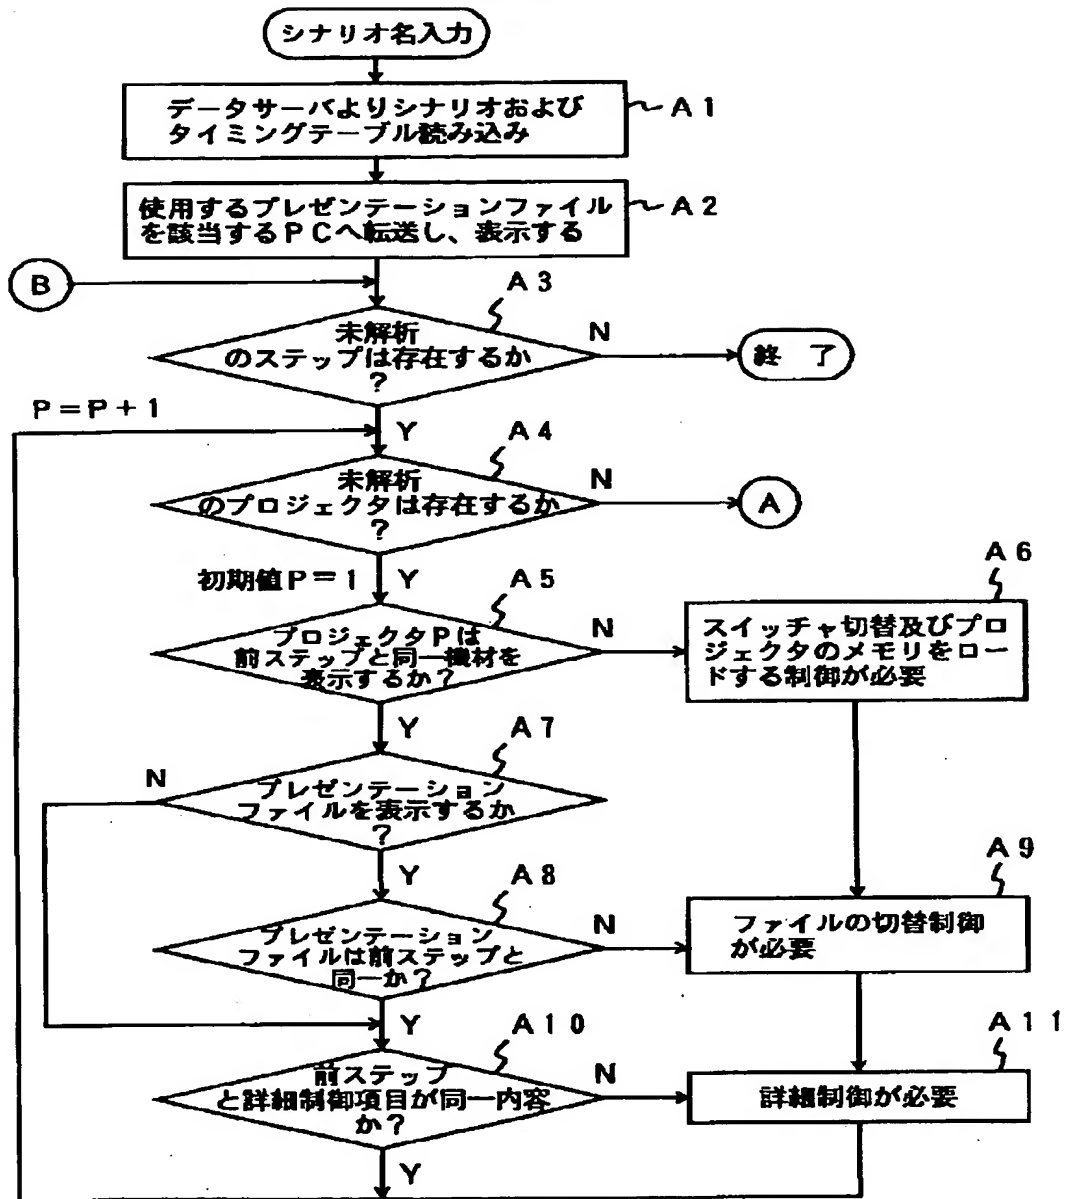 シナリオ名入力
データサーバよりシナリオおよび
タイミングテーブル読み込み
A1
使用するプレゼンテーションファイル
を該当するPCへ転送し、表示する
A2
B
A3
未解析
のステップは存在するか
?
N
終 了
P=P+1
Y
A4
未解析
のプロジェクタは存在するか
?
N
A
初期値P=1
Y
A5
プロジェクタPは
前ステップと同一機材を
表示するか?
N
A6
スイッチャ切替及びプロ
ジェクタのメモリをロー
ドする制御が必要
Y
A7
N
プレゼンテーション
ファイルを表示するか
?
Y
A8
プレゼンテーション
ファイルは前ステップと
同一か?
N
A9
ファイルの切替制御
が必要
Y
A10
前ステップ
と詳細制御項目が同一内容
か?
N
A11
詳細制御が必要
Y